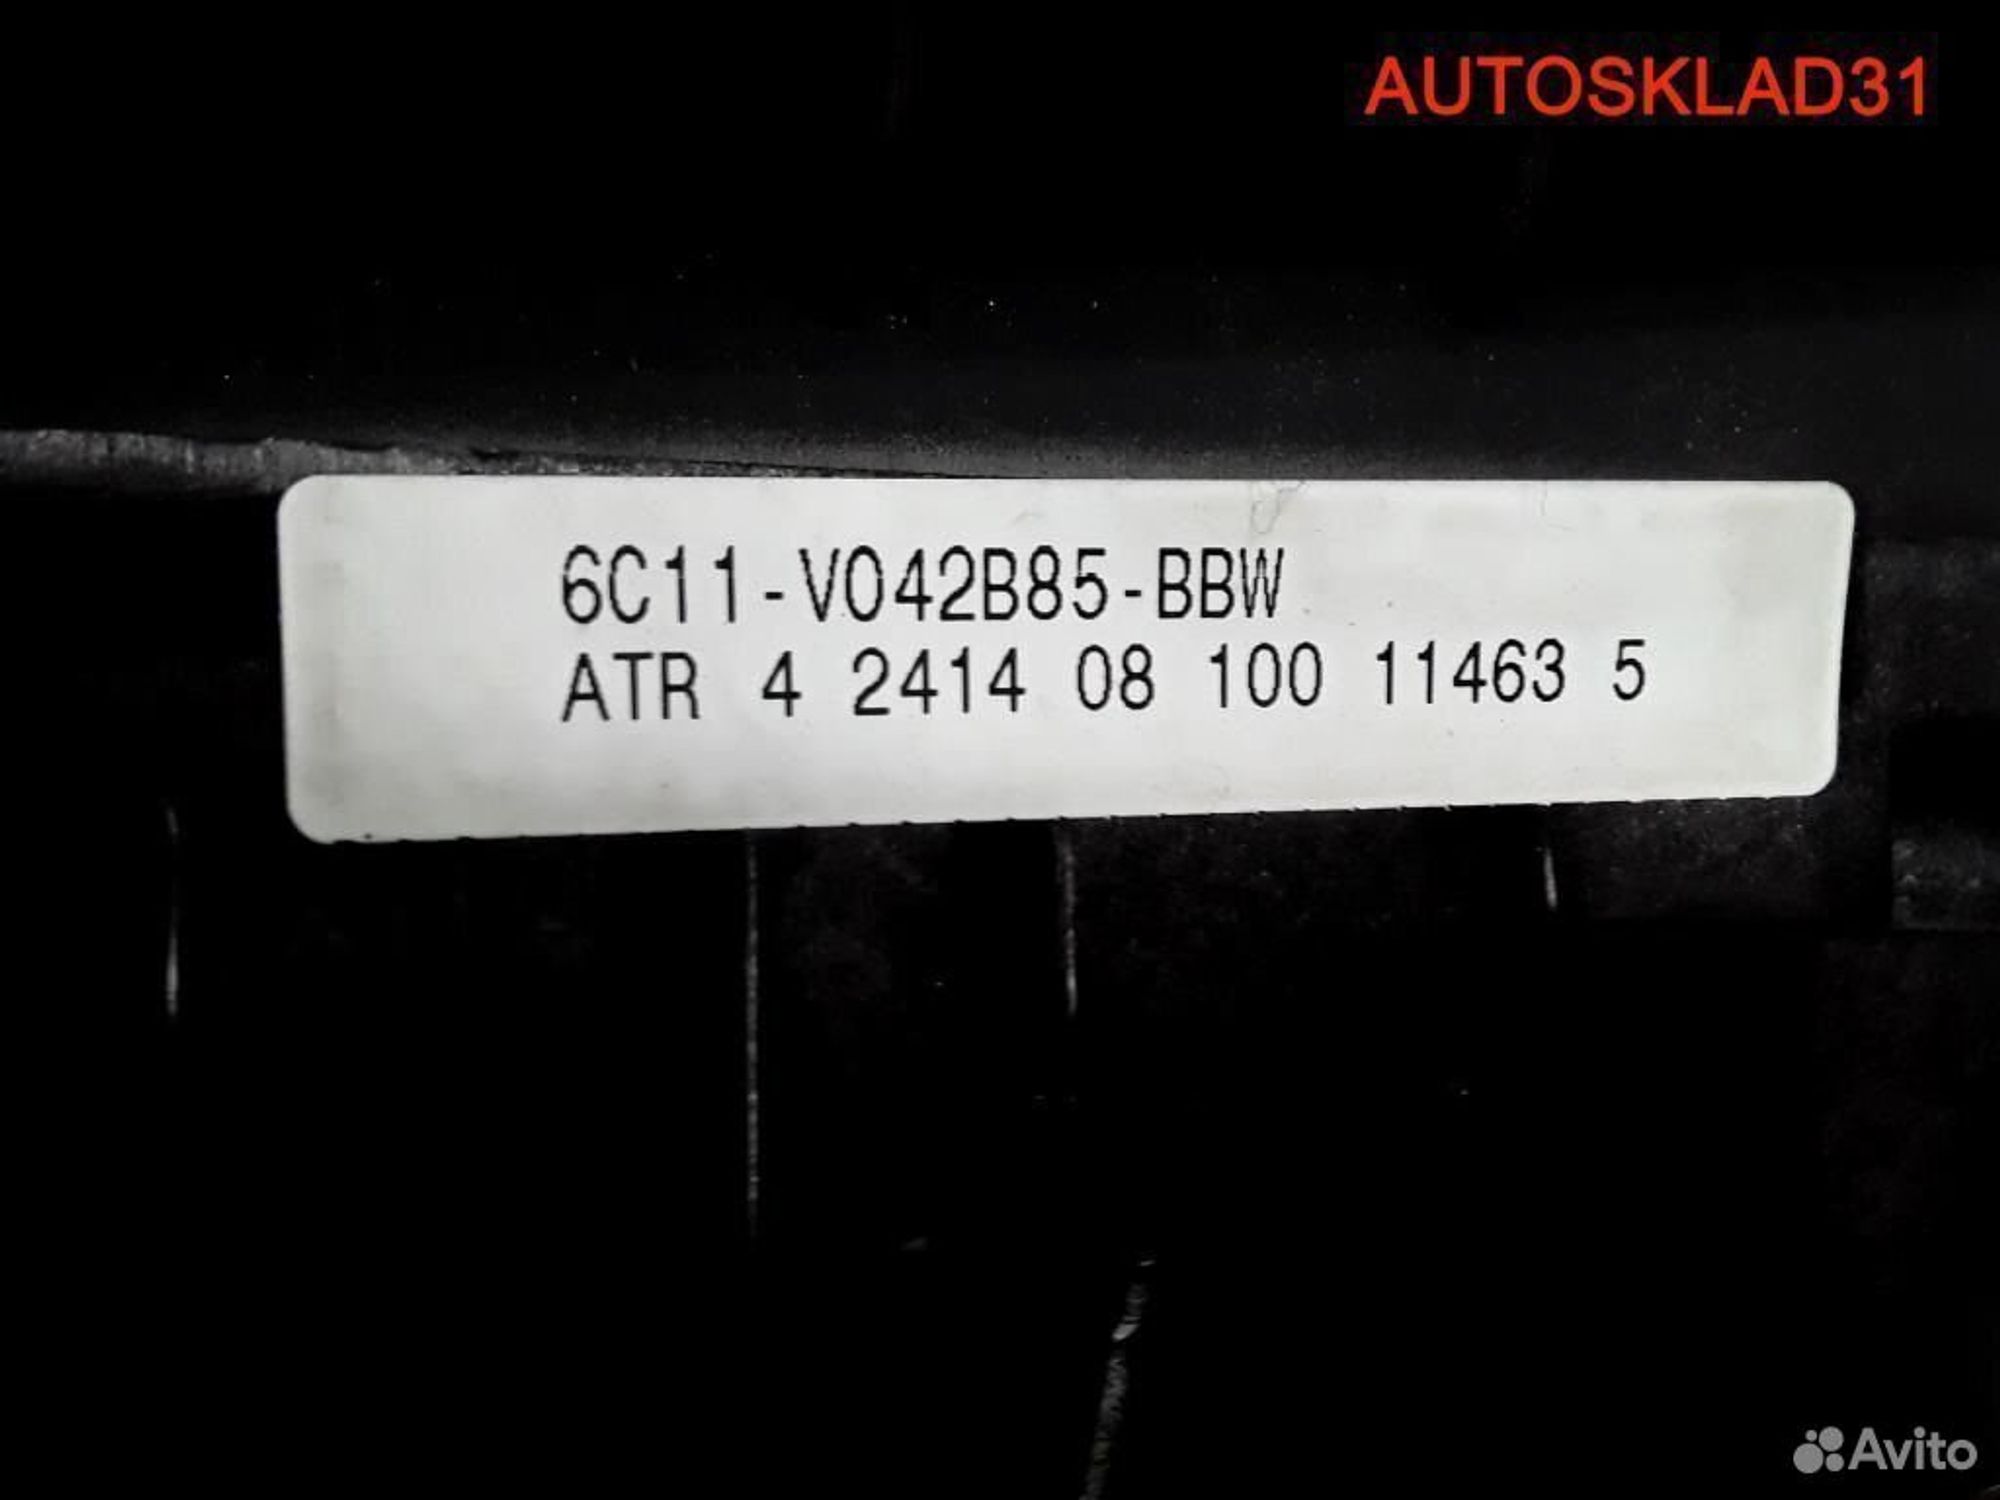 AUTOSKLAD31
6C11-V042B85-BBW
ATR 4 2414 08 100 11463 5
Avito